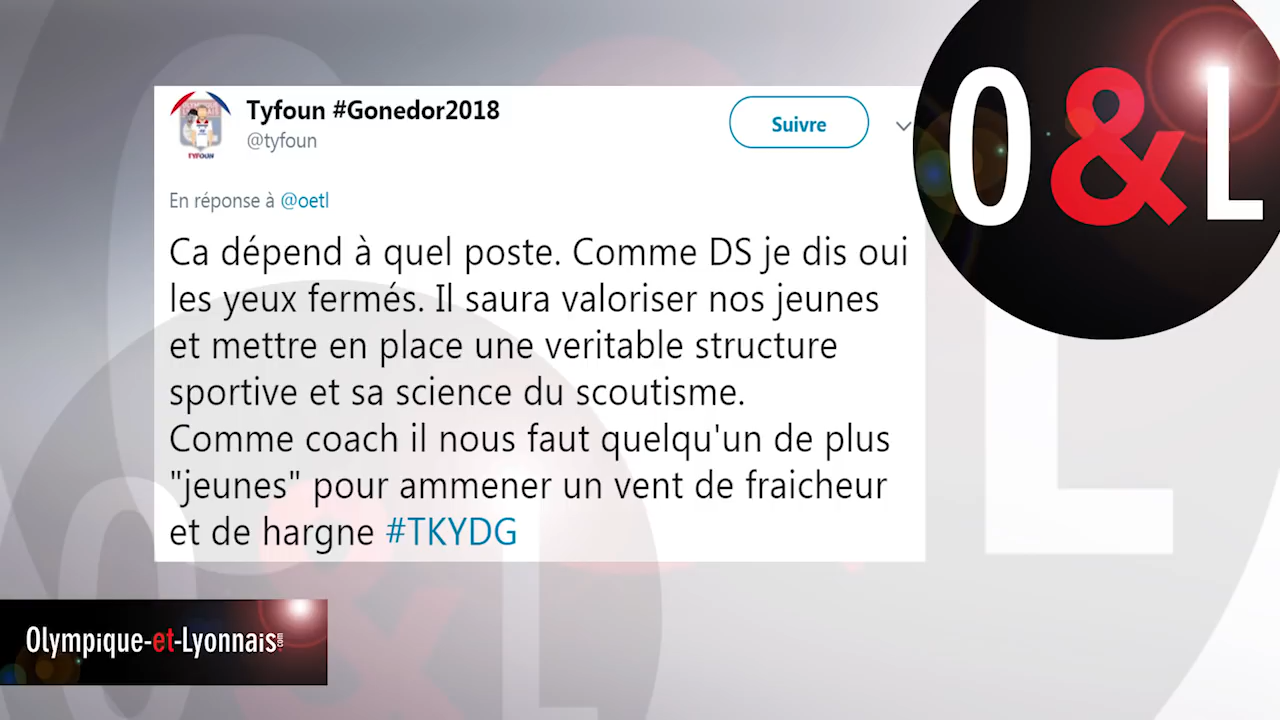 O&L
Tyfoun #Gonedor2018
@tyfoun
TYFOUN
Suivre
En réponse à @oetl
Ca dépend à quel poste. Comme DS je dis oui
les yeux fermés. Il saura valoriser nos jeunes
et mettre en place une veritable structure
sportive et sa science du scoutisme.
Comme coach il nous faut quelqu'un de plus
"jeunes" pour ammener un vent de fraicheur
et de hargne #TKYDG
Olympique-et-Lyonnais.com